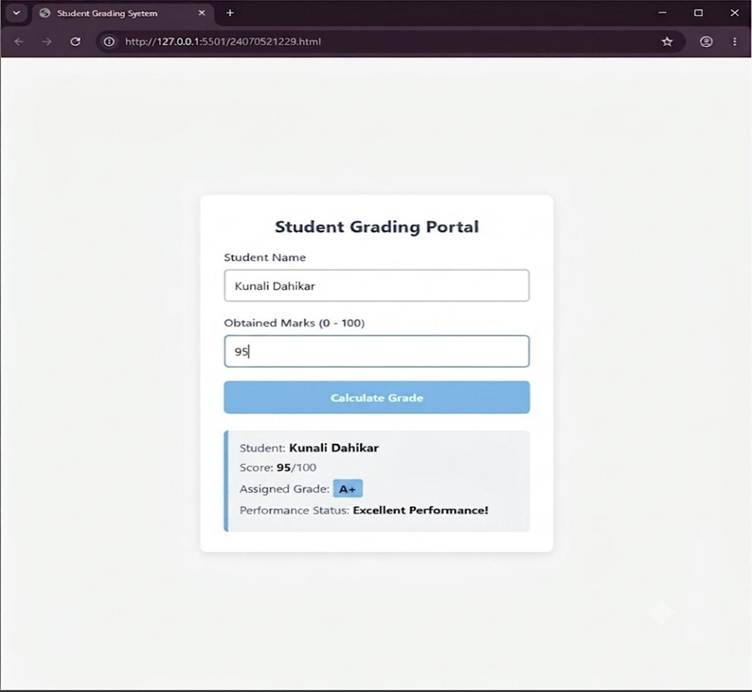 Student Grading System
http://127.0.0.1:5501/24070521229.html
Student Grading Portal
Student Name
Kunali Dahikar
Obtained Marks (0 - 100)
95
Calculate Grade
Student: Kunali Dahikar
Score: 95/100
Assigned Grade: A+
Performance Status: Excellent Performance!